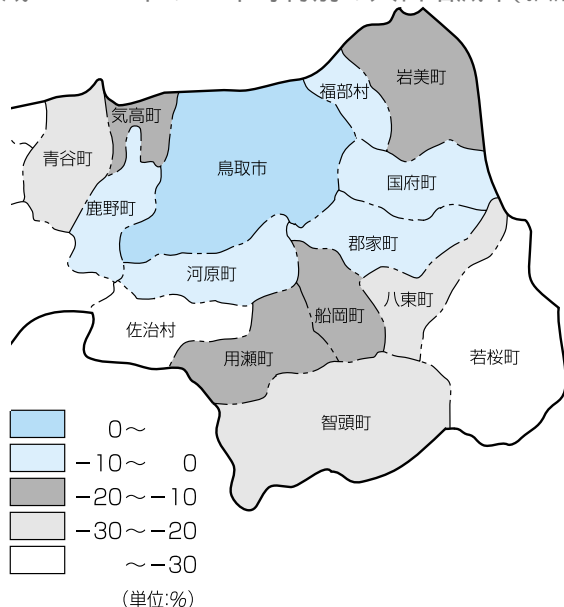 岩美町
福部村
気高町
青谷町
鳥取市
国府町
鹿野町
郡家町
河原町
八東町
船岡町
佐治村
用瀬町
若桜町
智頭町
0～
−10～ 0
−20～−10
−30～−20
～−30
(単位:%)